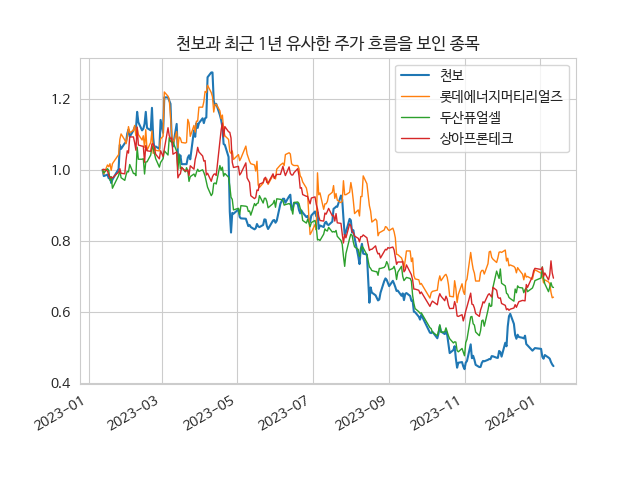 천보과 최근 1년 유사한 주가 흐름을 보인 종목
천보
롯데에너지머티리얼즈
두산퓨얼셀
상아프론테크
1.2
1.0
0.8
0.6
0.4
2023-01
2023-03
2023-05
2023-07
2023-09
2023-11
2024-01